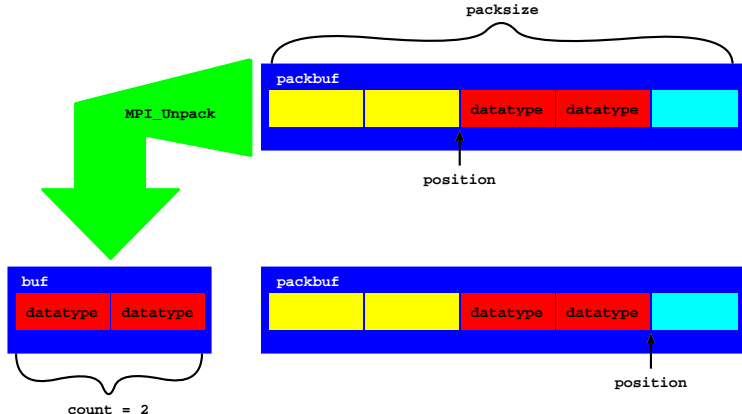 packsize
packbuf
MPI_Unpack
datatype datatype
position
buf
packbuf
datatype datatype
datatype datatype
position
count = 2